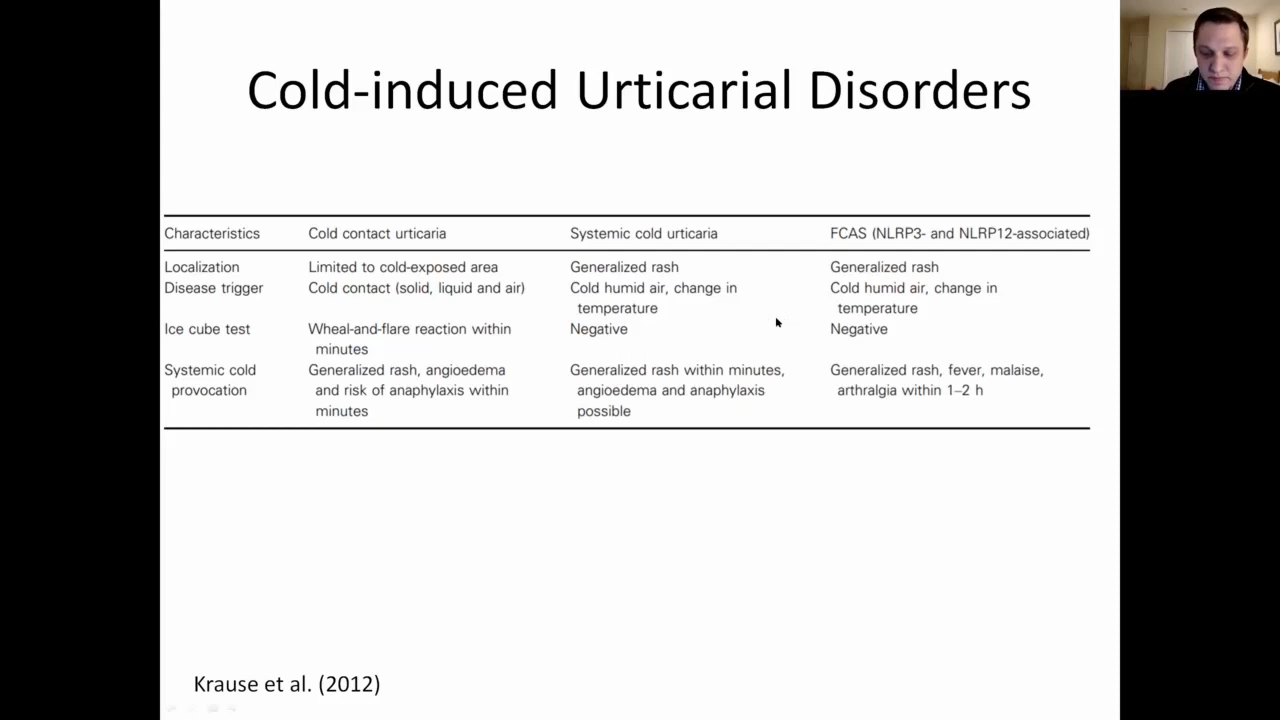 Cold-induced Urticarial Disorders
Characteristics Cold contact urticaria Systemic cold urticaria FCAS (NLRP3- and NLRP12-associated)
Localization Limited to cold-exposed area Generalized rash Generalized rash
Disease trigger Cold contact (solid, liquid and air) Cold humid air, change in Cold humid air, change in
temperature temperature
Ice cube test Wheal-and-flare reaction within Negative Negative
minutes
Systemic cold Generalized rash, angioedema Generalized rash within minutes, Generalized rash, fever, malaise,
provocation and risk of anaphylaxis within angioedema and anaphylaxis arthralgia within 1–2 h
minutes possible
Krause et al. (2012)